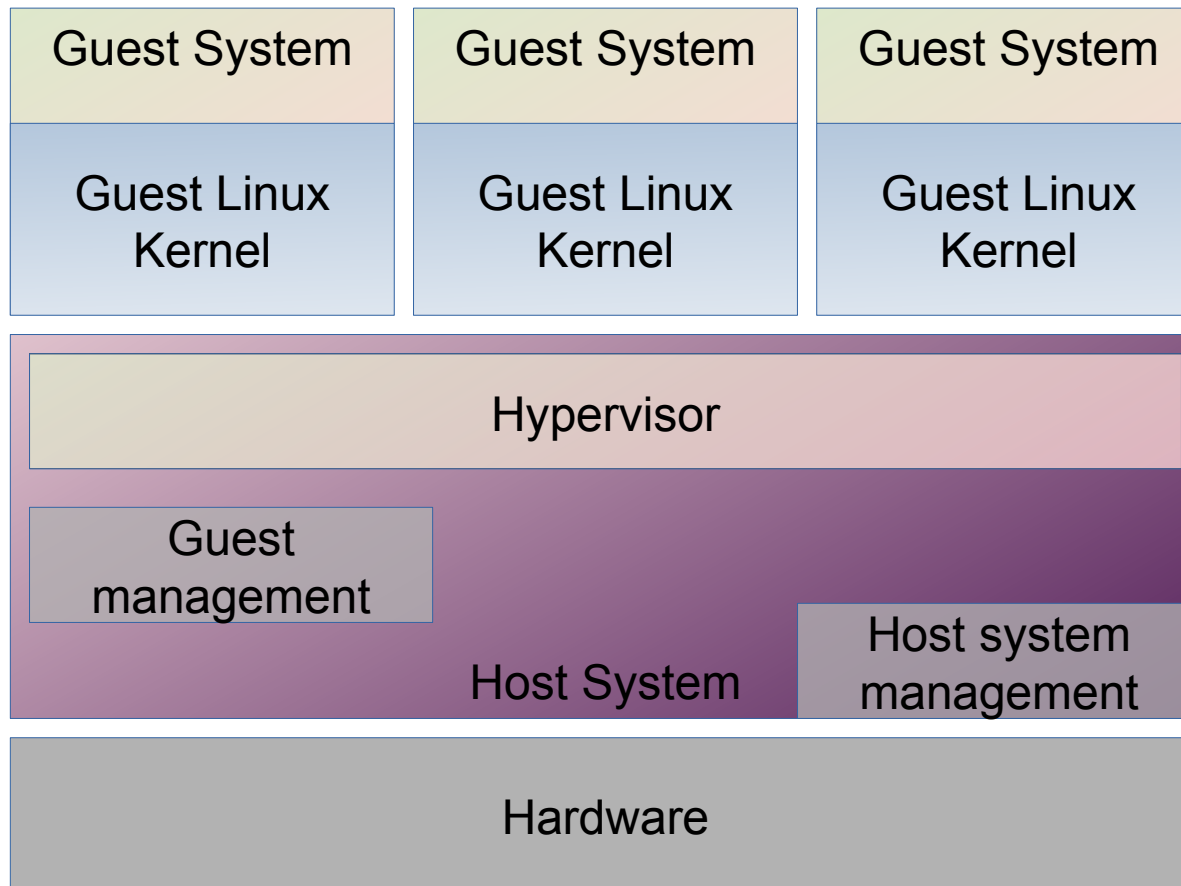 Guest System
Guest System
Guest System
Guest Linux
Kernel
Guest Linux
Kernel
Guest Linux
Kernel
Hypervisor
Guest
management
Host System
Host system
management
Hardware